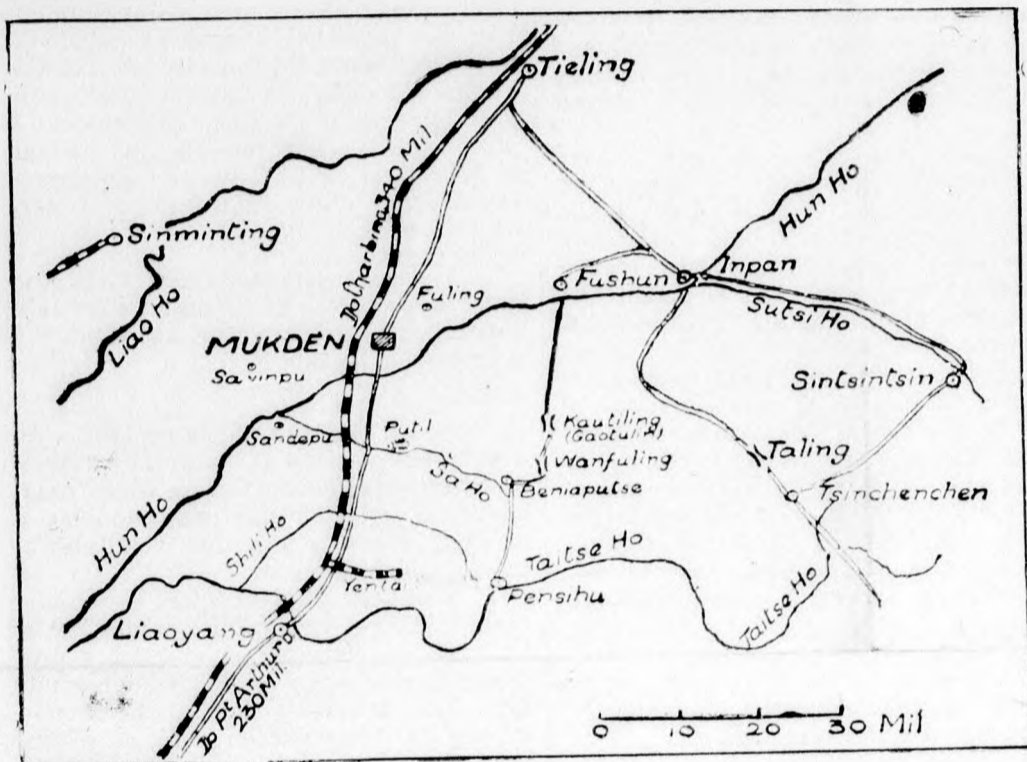 Tieling
To Charbina 340 Mil
Hun Ho
Sinminting
Liao Ho
Fushun
Inpan
Fuling
Sutsi Ho
MUKDEN
Sintsintsin
Sandepu
Putil
Kautiling
(Gaotulin)
Wanfuling
Sa Ho
Beniaputse
Taling
Tsinchenchen
Hun Ho
Shili Ho
Yentai
Taitse Ho
Pensihu
Taitse Ho
Liaoyang
To Pt Arthur
230 Mil.
0 10 20 30 Mil